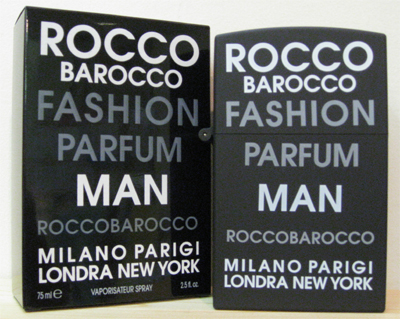 ROCCO
BAROCCO
FASHION
PARFUM
MAN
ROCCOBAROCCO
MILANO PARIGI
LONDRA NEW YORK
75 ml e 2.5 fl. oz.
VAPORISATEUR SPRAY
ROCCO
BAROCCO
FASHION
PARFUM
MAN
ROCCOBAROCCO
MILANO PARIGI
LONDRA NEW YORK